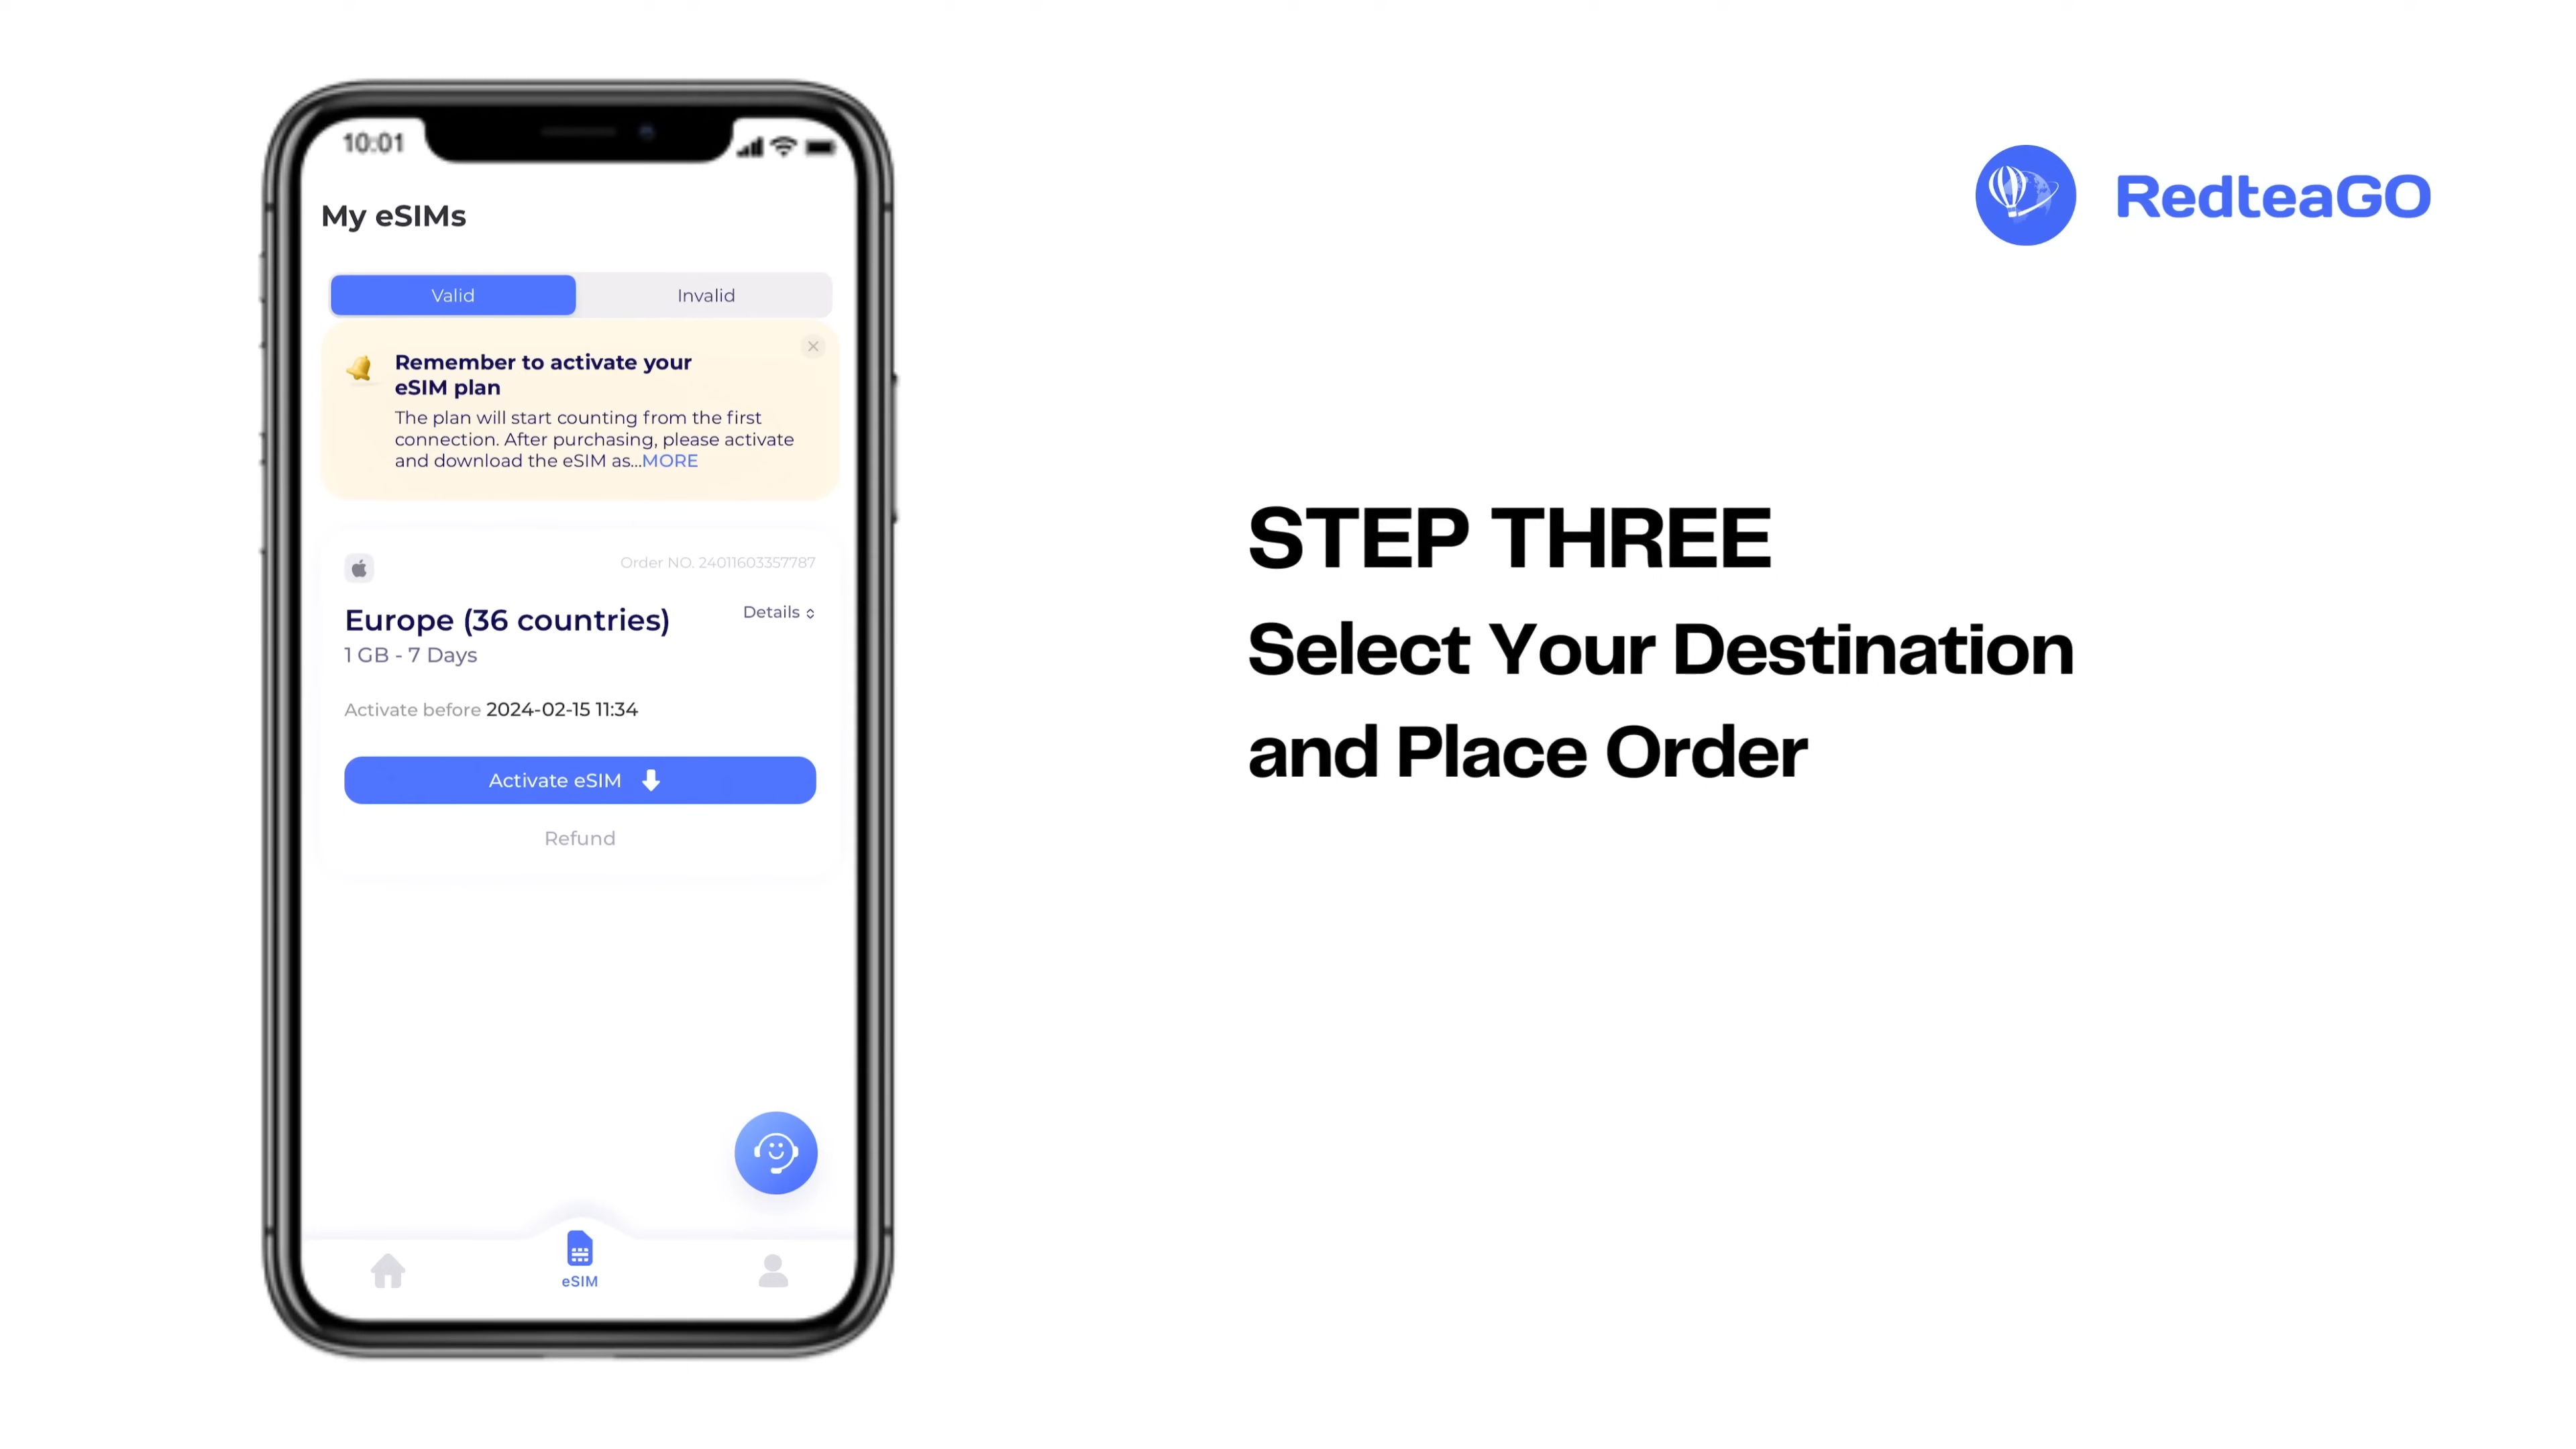 10:01
My eSIMs
Valid
Invalid
Remember to activate your
eSIM plan
The plan will start counting from the first
connection. After purchasing, please activate
and download the eSIM as...MORE
Order NO. 24011603357787
Europe (36 countries)
Details
1 GB - 7 Days
Activate before 2024-02-15 11:34
Activate eSIM
Refund
eSIM
RedteaGO
STEP THREE
Select Your Destination
and Place Order